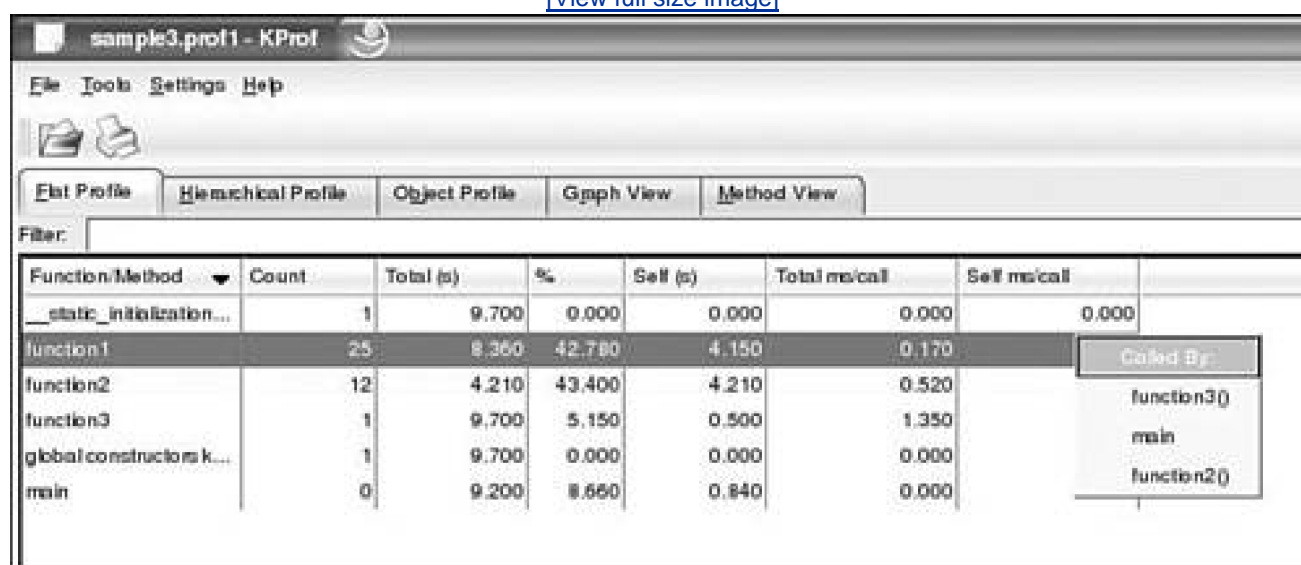 [View full size image]
sample3.prof1 - KProf
File Tools Settings Help
Flat Profile Hierarchical Profile Object Profile Graph View Method View
Filter:
Function/Method Count Total (s) % Self (s) Total ms/call Self ms/call
__static_initialization... 1 9.700 0.000 0.000 0.000 0.000
function1 25 8.360 42.780 4.150 0.170
Called By:
function2 12 4.210 43.400 4.210 0.520
function3()
function3 1 9.700 5.150 0.500 1.350
main
global constructors k... 1 9.700 0.000 0.000 0.000
function2()
main 0 9.200 8.660 0.840 0.000